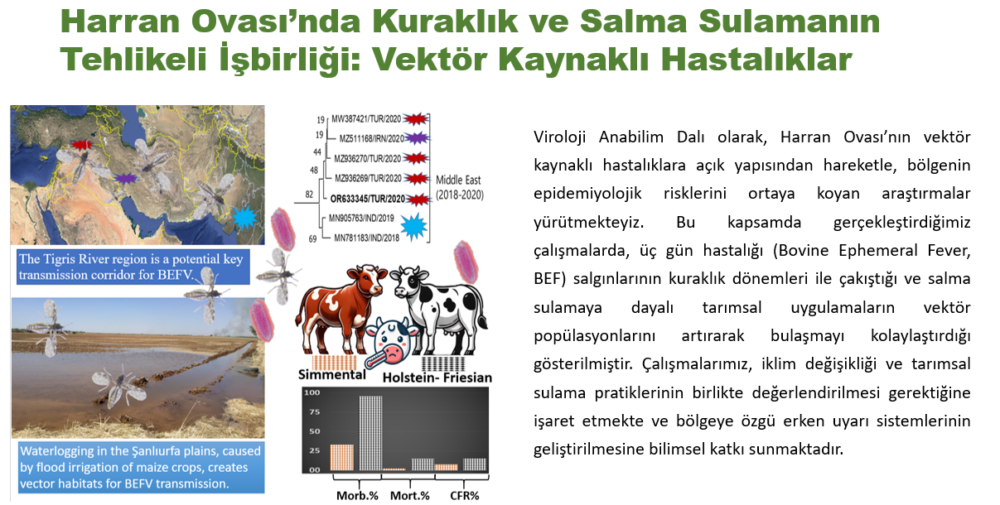 Harran Ovası’nda Kuraklık ve Salma Sulamanın
Tehlikeli İşbirliği: Vektör Kaynaklı Hastalıklar
The Tigris River region is a potential key
transmission corridor for BEFV.
Waterlogging in the Şanlıurfa plains, caused
by flood irrigation of maize crops, creates
vector habitats for BEFV transmission.
19
MW387421/TUR/2020
19
MZ511168/IRN/2020
44
MZ936270/TUR/2020
48
MZ936269/TUR/2020
82
OR633345/TUR/2020
MN905763/IND/2019
69
MN781183/IND/2018
Middle East
(2018-2020)
Simmental
Holstein- Friesian
100
75
50
25
00
Morb.%
Mort.%
CFR%
Viroloji Anabilim Dalı olarak, Harran Ovası’nın vektör
kaynaklı hastalıklara açık yapısından hareketle, bölgenin
epidemiyolojik risklerini ortaya koyan araştırmalar
yürütmekteyiz. Bu kapsamda gerçekleştirdiğimiz
çalışmalarda, üç gün hastalığı (Bovine Ephemeral Fever,
BEF) salgınlarının kuraklık dönemleri ile çakıştığı ve salma
sulamaya dayalı tarımsal uygulamaların vektör
popülasyonlarını artırarak bulaşmayı kolaylaştırdığı
gösterilmiştir. Çalışmalarımız, iklim değişikliği ve tarımsal
sulama pratiklerinin birlikte değerlendirilmesi gerektiğine
işaret etmekte ve bölgeye özgü erken uyarı sistemlerinin
geliştirilmesine bilimsel katkı sunmaktadır.